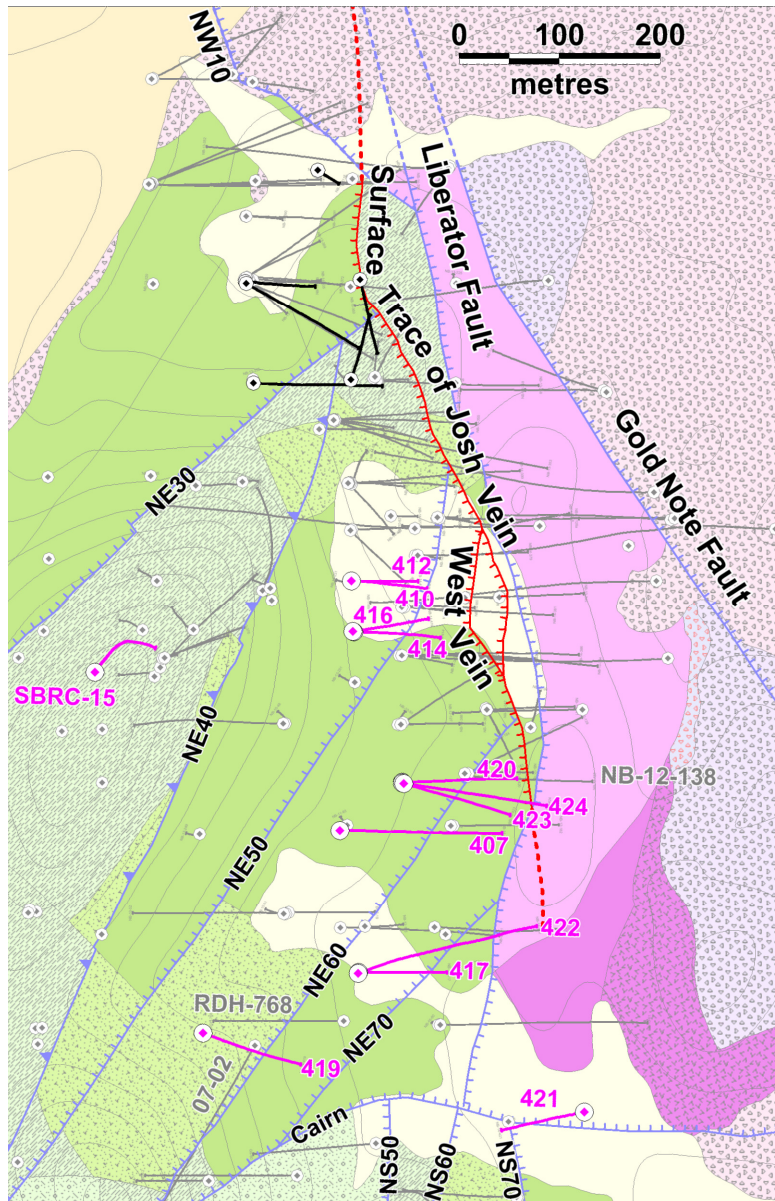 NW10
0 100 200
metres
Liberator Fault
Surface Trace of Josh Vein
Gold Note Fault
NE30
412
410
416
West Vein
414
SBRC-15
NE40
420
NB-12-138
424
423
407
NE50
422
NE60
417
RDH-768
NE70
419
07-02
421
Cairn
NS50
NS60
NS70